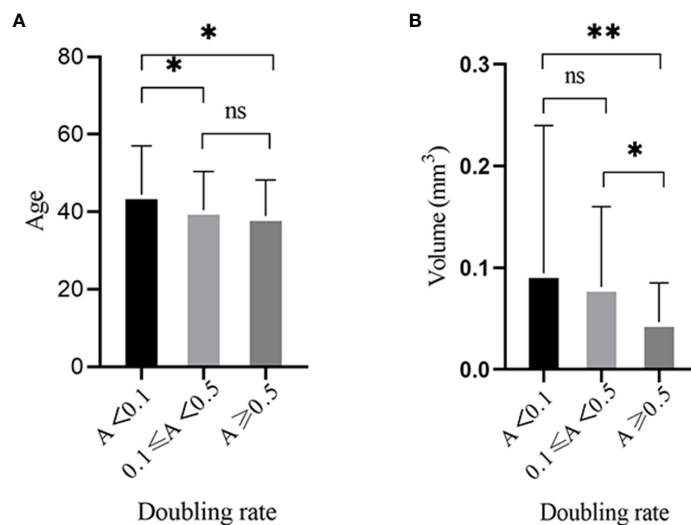 A
Age
80
60
40
20
0
*
*
ns
A <0.1
0.1≤A <0.5
A ≥0.5
Doubling rate
B
Volume (mm³)
0.3
0.2
0.1
0.0
**
ns
*
A <0.1
0.1≤A <0.5
A ≥0.5
Doubling rate